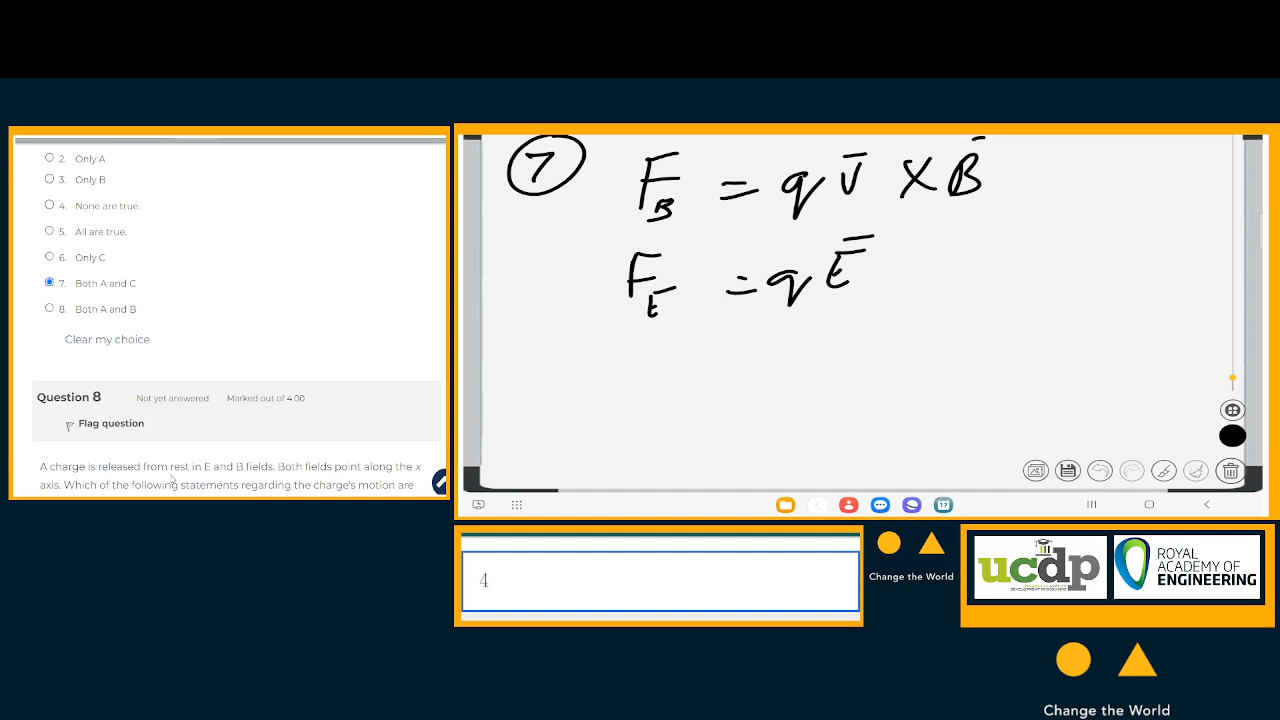 2. Only A
3. Only B
4. None are true.
5. All are true.
6. Only C
7. Both A and C
8. Both A and B
Clear my choice
Question 8 Not yet answered Marked out of 4.00
Flag question
A charge is released from rest in E and B fields. Both fields point along the x
axis. Which of the following statements regarding the charge's motion are
7 F_B = q v̄ × B̄
F_E = q Ē
17
4
Change the World
ucdp
ROYAL
ACADEMY OF
ENGINEERING
Change the World